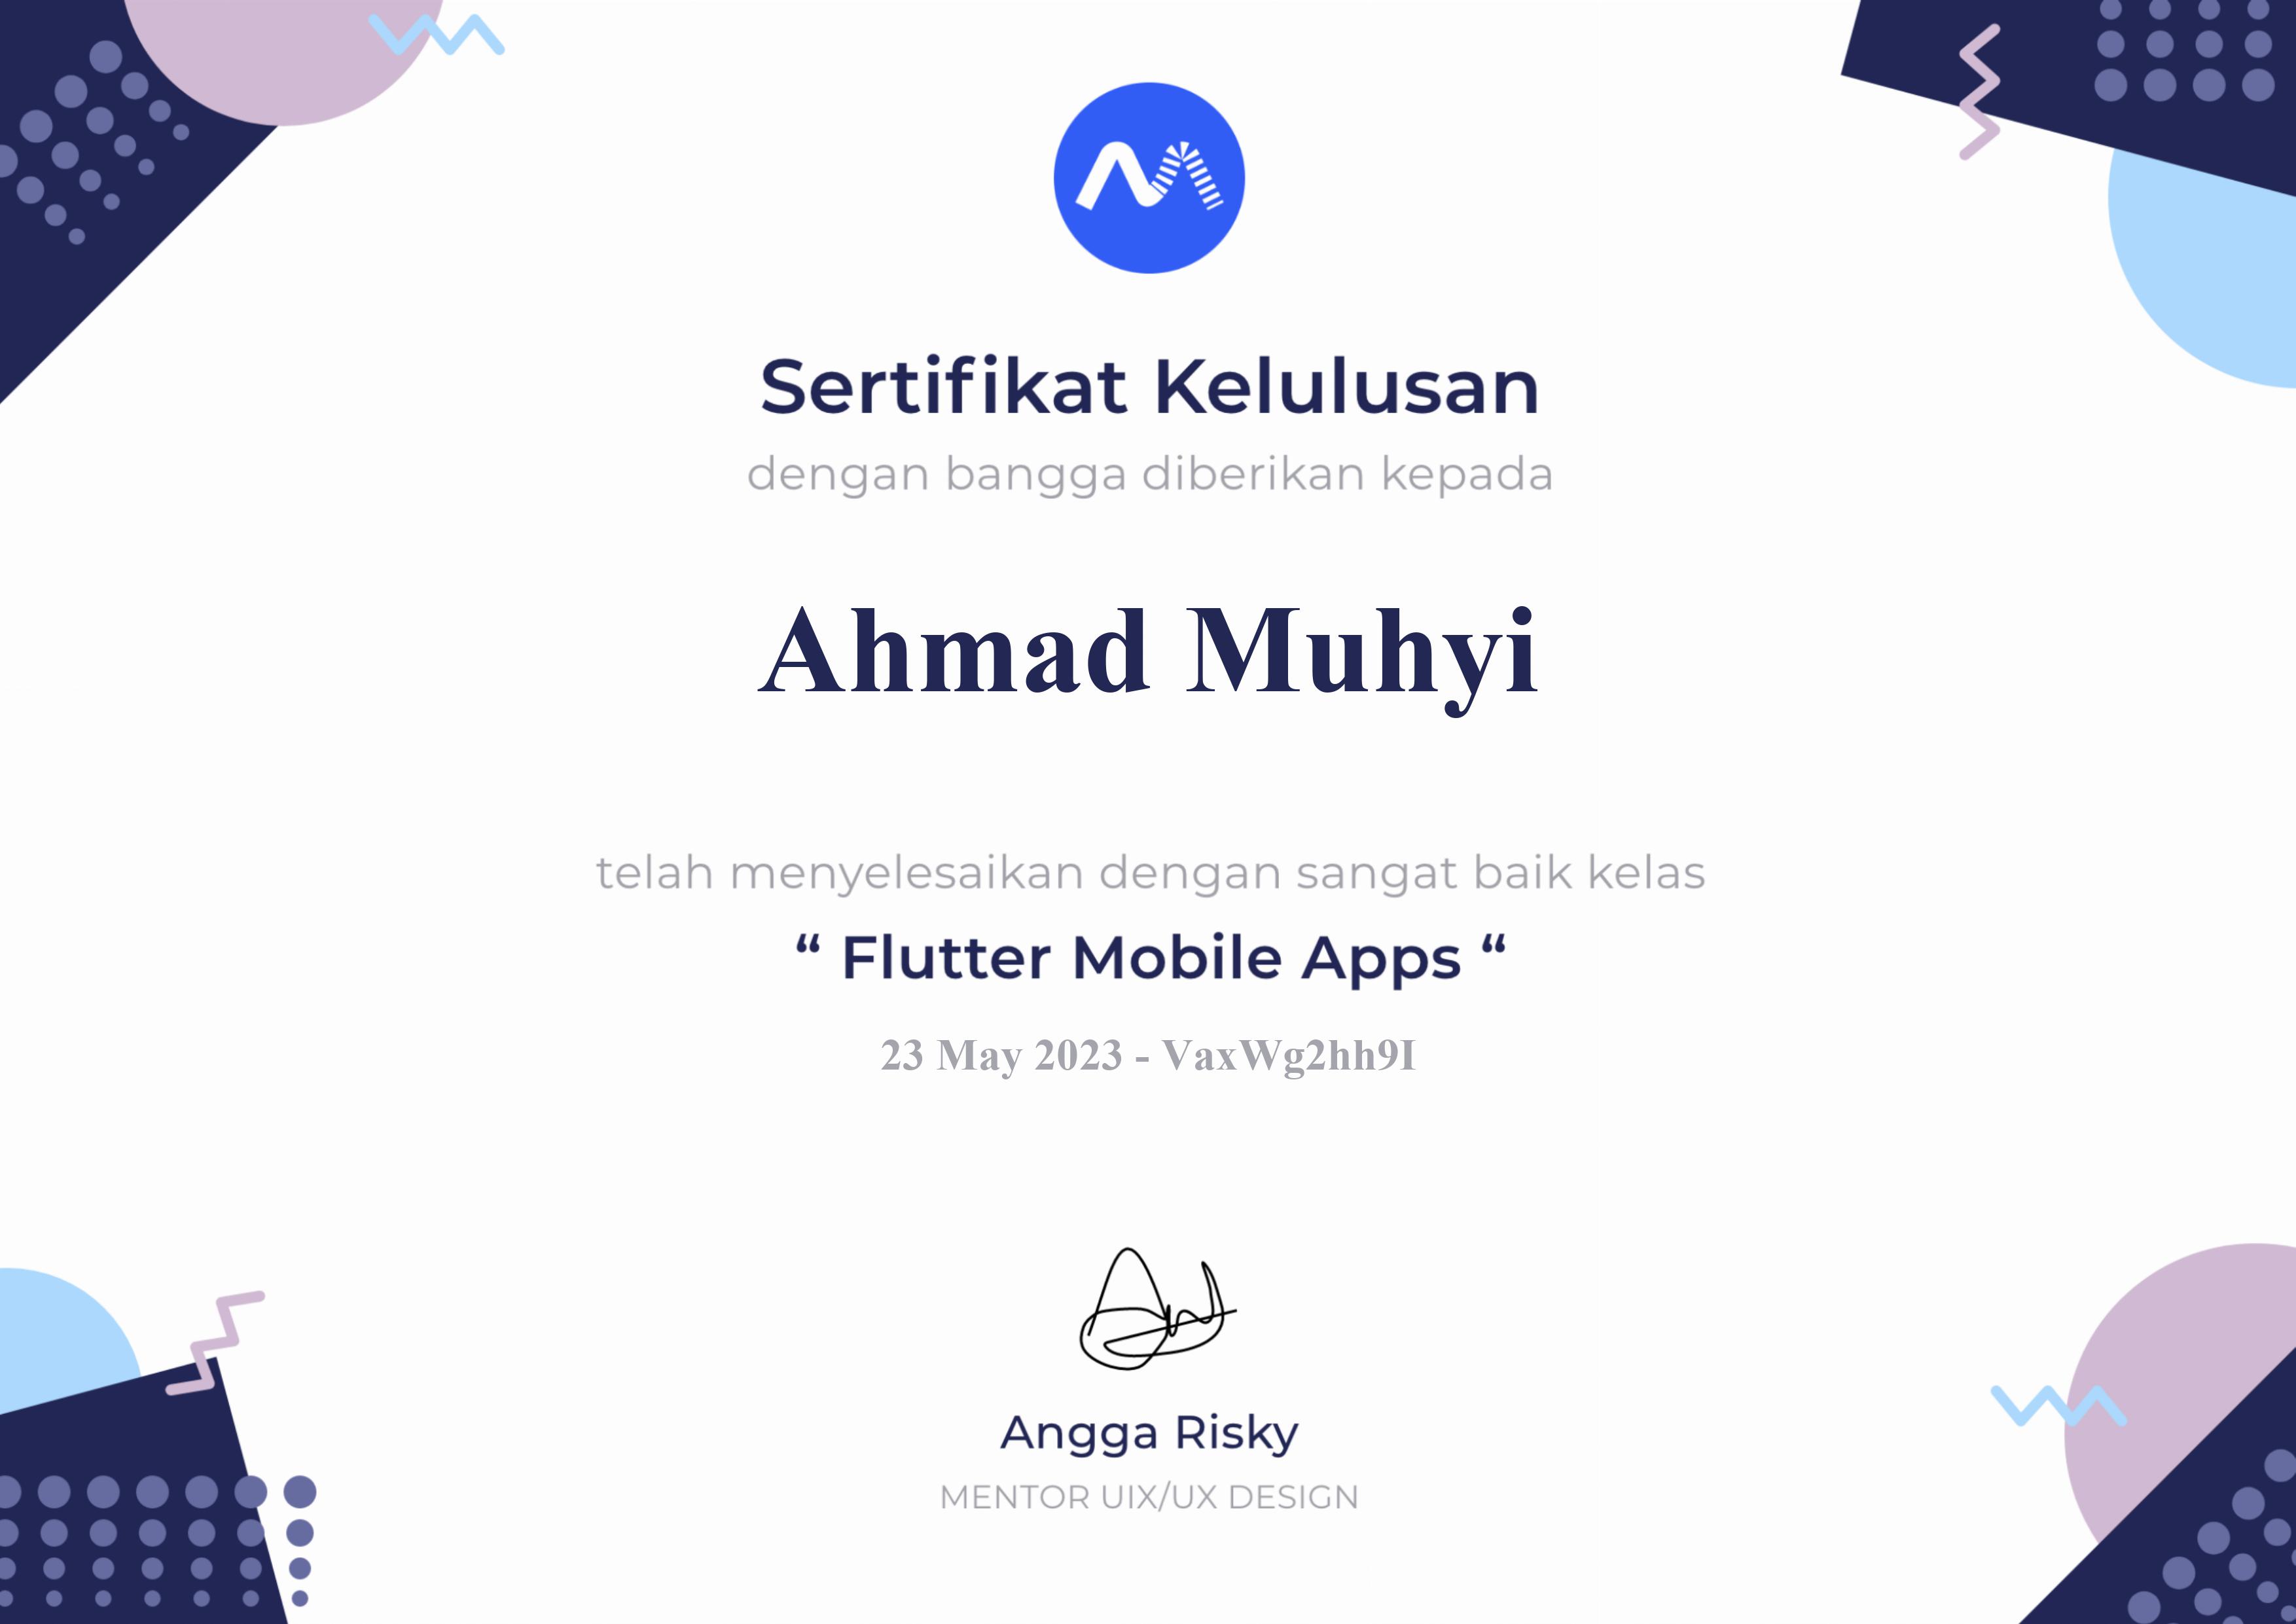 Sertifikat Kelulusan
dengan bangga diberikan kepada
Ahmad Muhyi
telah menyelesaikan dengan sangat baik kelas
“ Flutter Mobile Apps “
23 May 2023 - VaxWg2hh9I
Angga Risky
MENTOR UIX/UX DESIGN